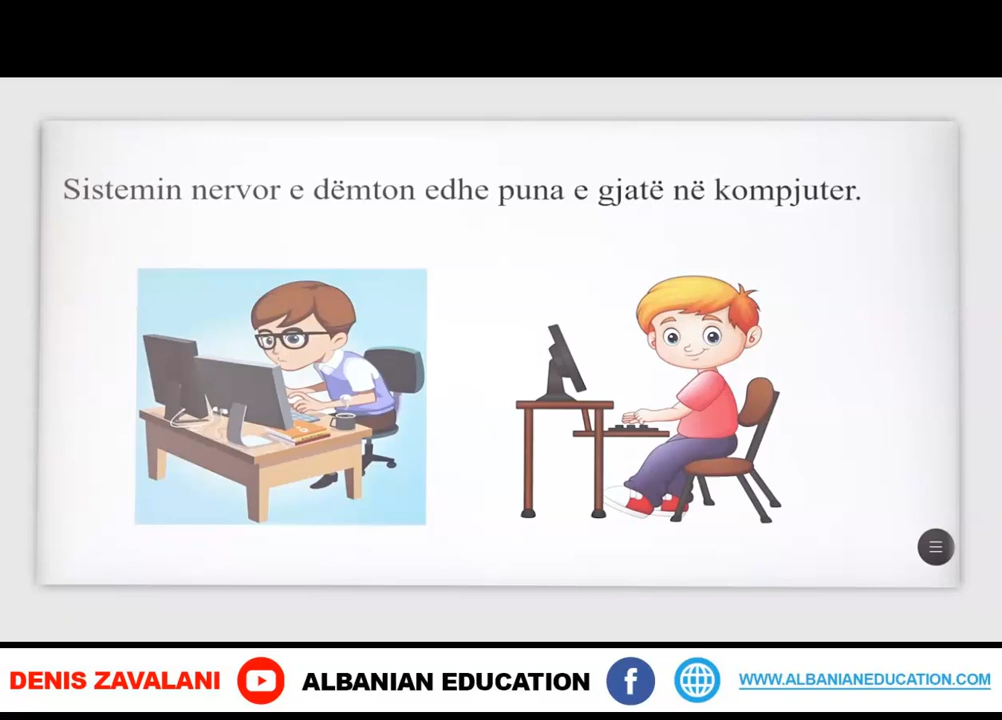 Sistemin nervor e dëmton edhe puna e gjatë në kompjuter.
DENIS ZAVALANI ALBANIAN EDUCATION WWW.ALBANIANEDUCATION.COM